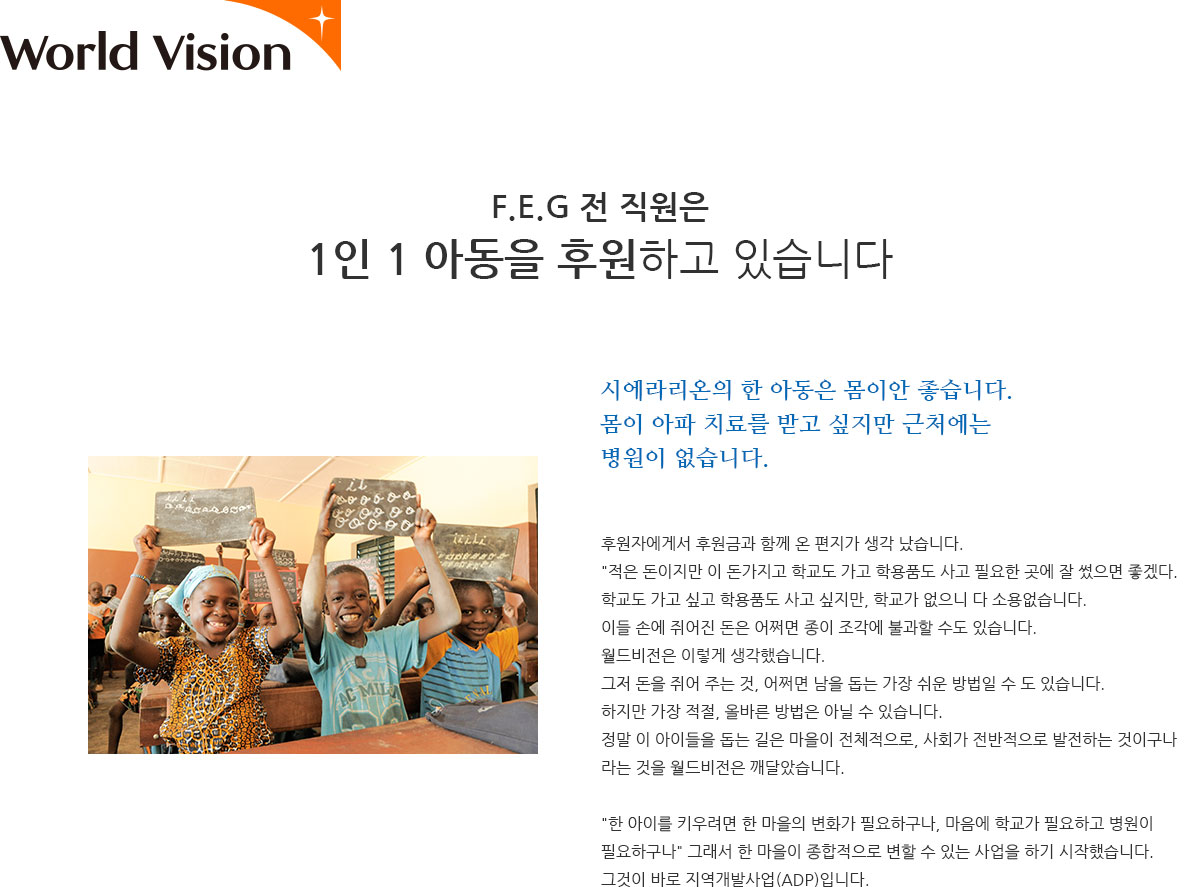 World Vision
F.E.G 전 직원은
1인 1 아동을 후원하고 있습니다
시에라리온의 한 아동은 몸이안 좋습니다.
몸이 아파 치료를 받고 싶지만 근처에는
병원이 없습니다.
후원자에게서 후원금과 함께 온 편지가 생각 났습니다.
"적은 돈이지만 이 돈가지고 학교도 가고 학용품도 사고 필요한 곳에 잘 썼으면 좋겠다.
학교도 가고 싶고 학용품도 사고 싶지만, 학교가 없으니 다 소용없습니다.
이들 손에 쥐어진 돈은 어쩌면 종이 조각에 불과할 수도 있습니다.
월드비전은 이렇게 생각했습니다.
그저 돈을 쥐어 주는 것, 어쩌면 남을 돕는 가장 쉬운 방법일 수 도 있습니다.
하지만 가장 적절, 올바른 방법은 아닐 수 있습니다.
정말 이 아이들을 돕는 길은 마을이 전체적으로, 사회가 전반적으로 발전하는 것이구나
라는 것을 월드비전은 깨달았습니다.
"한 아이를 키우려면 한 마을의 변화가 필요하구나, 마음에 학교가 필요하고 병원이
필요하구나" 그래서 한 마을이 종합적으로 변할 수 있는 사업을 하기 시작했습니다.
그것이 바로 지역개발사업(ADP)입니다.